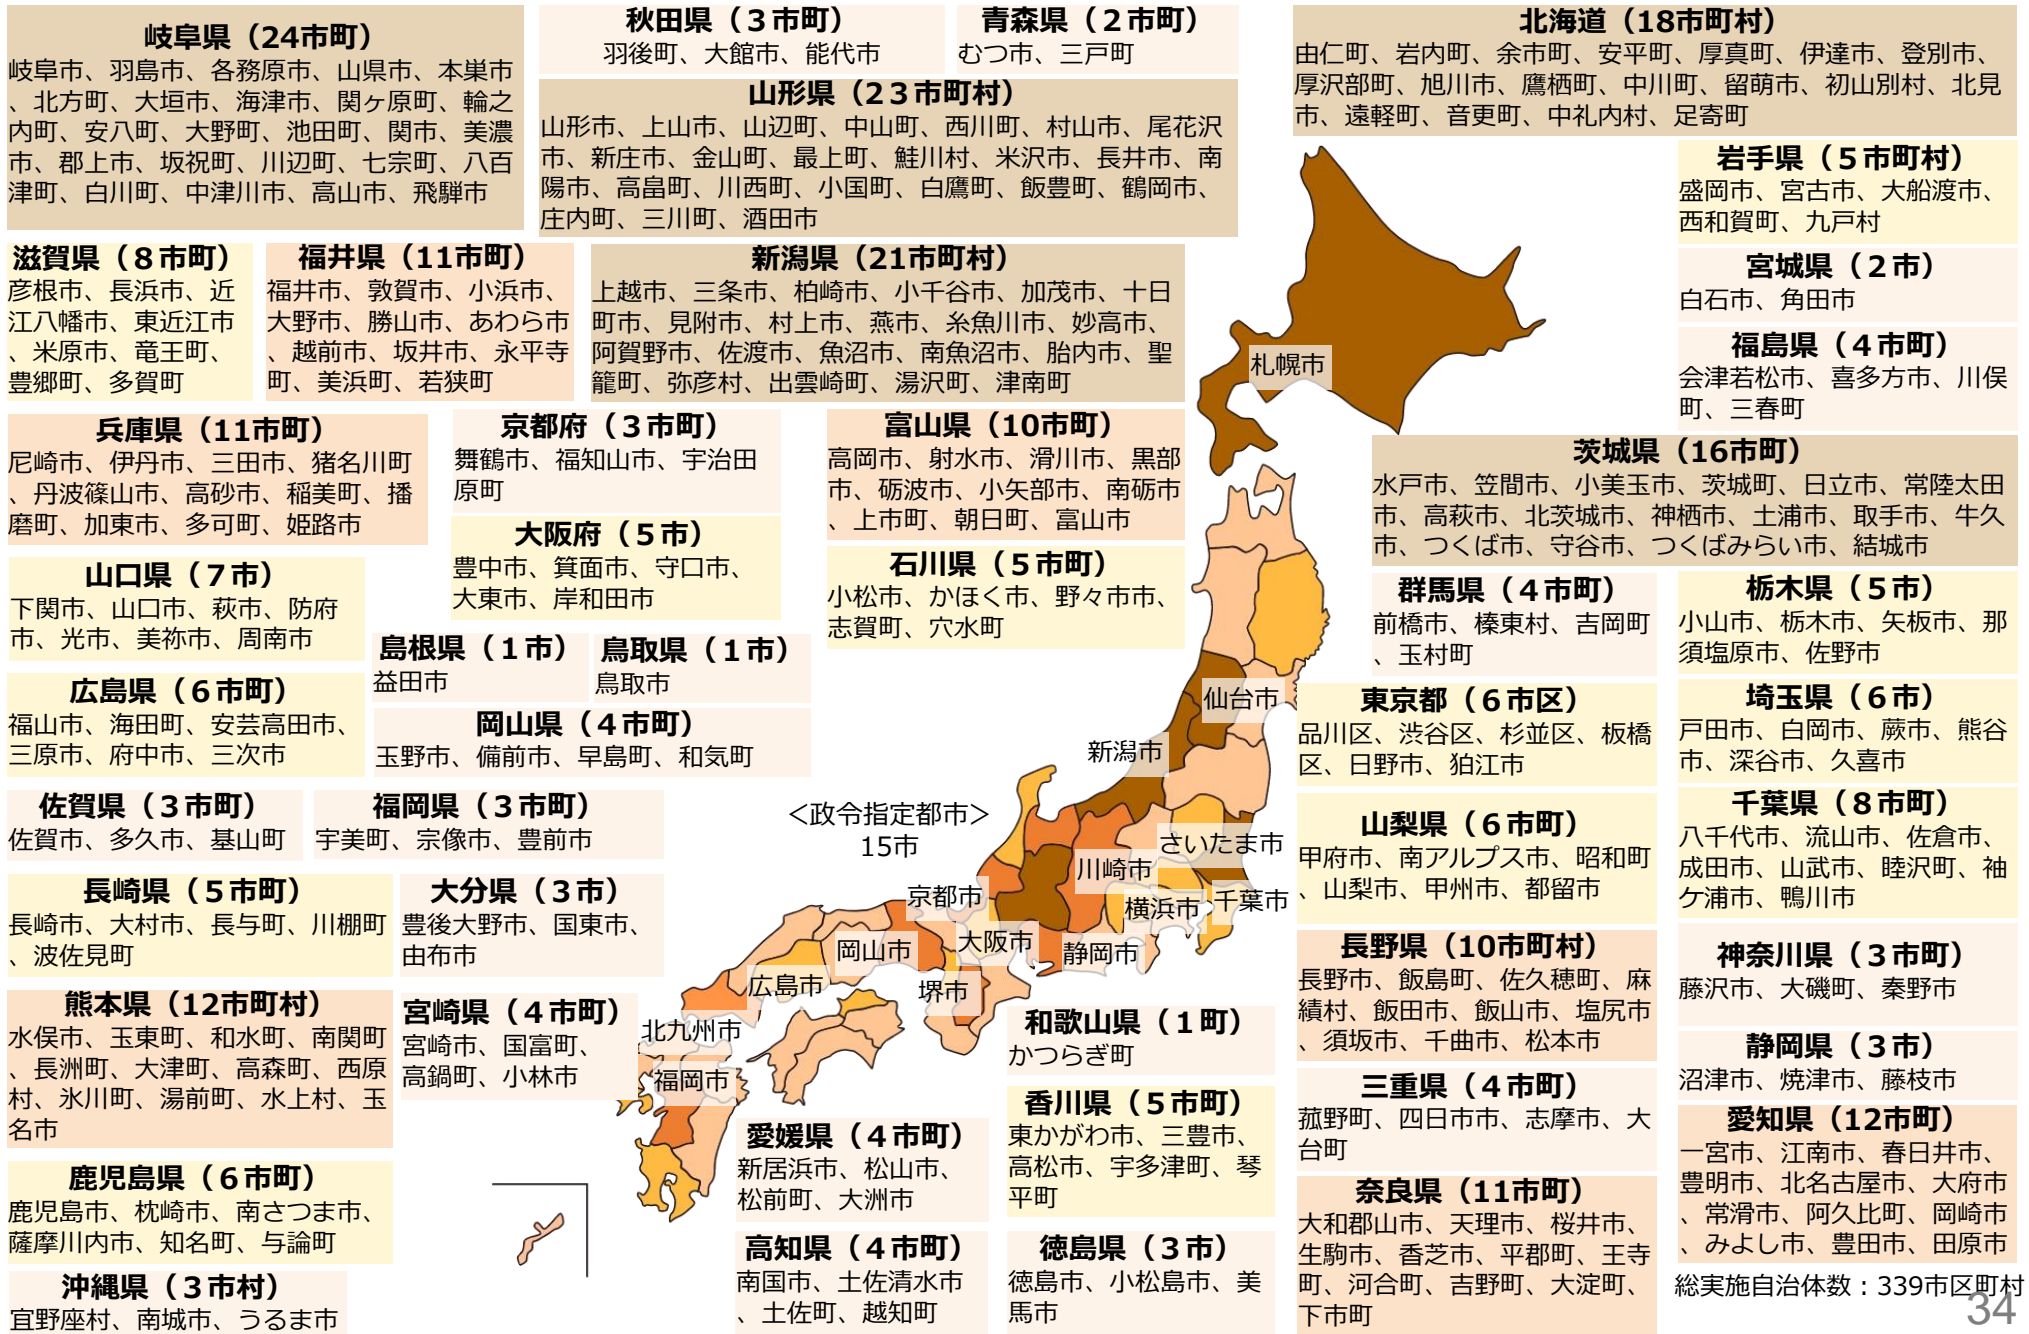 岐阜県（24市町）
岐阜市、羽島市、各務原市、山県市、本巣市
、北方町、大垣市、海津市、関ヶ原町、輪之
内町、安八町、大野町、池田町、関市、美濃
市、郡上市、坂祝町、川辺町、七宗町、八百
津町、白川町、中津川市、高山市、飛騨市
秋田県（３市町）
羽後町、大館市、能代市
青森県（２市町）
むつ市、三戸町
北海道（18市町村）
由仁町、岩内町、余市町、安平町、厚真町、伊達市、登別市、
厚沢部町、旭川市、鷹栖町、中川町、留萌市、初山別村、北見
市、遠軽町、音更町、中礼内村、足寄町
山形県（2３市町村）
山形市、上山市、山辺町、中山町、西川町、村山市、尾花沢
市、新庄市、金山町、最上町、鮭川村、米沢市、長井市、南
陽市、高畠町、川西町、小国町、白鷹町、飯豊町、鶴岡市、
庄内町、三川町、酒田市
岩手県（５市町村）
盛岡市、宮古市、大船渡市、
西和賀町、九戸村
滋賀県（８市町）
彦根市、長浜市、近
江八幡市、東近江市
、米原市、竜王町、
豊郷町、多賀町
福井県（11市町）
福井市、敦賀市、小浜市、
大野市、勝山市、あわら市
、越前市、坂井市、永平寺
町、美浜町、若狭町
新潟県（21市町村）
上越市、三条市、柏崎市、小千谷市、加茂市、十日
町市、見附市、村上市、燕市、糸魚川市、妙高市、
阿賀野市、佐渡市、魚沼市、南魚沼市、胎内市、聖
籠町、弥彦村、出雲崎町、湯沢町、津南町
宮城県（２市）
白石市、角田市
福島県（４市町）
会津若松市、喜多方市、川俣
町、三春町
札幌市
兵庫県（11市町）
尼崎市、伊丹市、三田市、猪名川町
、丹波篠山市、高砂市、稲美町、播
磨町、加東市、多可町、姫路市
京都府（３市町）
舞鶴市、福知山市、宇治田
原町
富山県（10市町）
高岡市、射水市、滑川市、黒部
市、砺波市、小矢部市、南砺市
、上市町、朝日町、富山市
茨城県（16市町）
水戸市、笠間市、小美玉市、茨城町、日立市、常陸太田
市、高萩市、北茨城市、神栖市、土浦市、取手市、牛久
市、つくば市、守谷市、つくばみらい市、結城市
大阪府（５市）
豊中市、箕面市、守口市、
大東市、岸和田市
石川県（５市町）
小松市、かほく市、野々市市、
志賀町、穴水町
山口県（７市）
下関市、山口市、萩市、防府
市、光市、美祢市、周南市
群馬県（４市町）
前橋市、榛東村、吉岡町
、玉村町
栃木県（５市）
小山市、栃木市、矢板市、那
須塩原市、佐野市
島根県（１市）
益田市
鳥取県（１市）
鳥取市
広島県（６市町）
福山市、海田町、安芸高田市、
三原市、府中市、三次市
岡山県（４市町）
玉野市、備前市、早島町、和気町
仙台市
新潟市
東京都（６市区）
品川区、渋谷区、杉並区、板橋
区、日野市、狛江市
埼玉県（６市）
戸田市、白岡市、蕨市、熊谷
市、深谷市、久喜市
佐賀県（３市町）
佐賀市、多久市、基山町
福岡県（３市町）
宇美町、宗像市、豊前市
＜政令指定都市＞
15市
さいたま市
川崎市
山梨県（６市町）
甲府市、南アルプス市、昭和町
、山梨市、甲州市、都留市
千葉県（８市町）
八千代市、流山市、佐倉市、
成田市、山武市、睦沢町、袖
ケ浦市、鴨川市
長崎県（５市町）
長崎市、大村市、長与町、川棚町
、波佐見町
大分県（３市）
豊後大野市、国東市、
由布市
京都市
横浜市
千葉市
岡山市
大阪市
静岡市
広島市
堺市
長野県（10市町村）
長野市、飯島町、佐久穂町、麻
績村、飯田市、飯山市、塩尻市
、須坂市、千曲市、松本市
神奈川県（３市町）
藤沢市、大磯町、秦野市
熊本県（12市町村）
水俣市、玉東町、和水町、南関町
、長洲町、大津町、高森町、西原
村、氷川町、湯前町、水上村、玉
名市
宮崎県（４市町）
宮崎市、国富町、
高鍋町、小林市
北九州市
福岡市
和歌山県（１町）
かつらぎ町
静岡県（３市）
沼津市、焼津市、藤枝市
三重県（４市町）
菰野町、四日市市、志摩市、大
台町
香川県（５市町）
東かがわ市、三豊市、
高松市、宇多津町、琴
平町
愛媛県（４市町）
新居浜市、松山市、
松前町、大洲市
愛知県（12市町）
一宮市、江南市、春日井市、
豊明市、北名古屋市、大府市
、常滑市、阿久比町、岡崎市
、みよし市、豊田市、田原市
鹿児島県（６市町）
鹿児島市、枕崎市、南さつま市、
薩摩川内市、知名町、与論町
奈良県（11市町）
大和郡山市、天理市、桜井市、
生駒市、香芝市、平郡町、王寺
町、河合町、吉野町、大淀町、
下市町
高知県（４市町）
南国市、土佐清水市
、土佐町、越知町
徳島県（３市）
徳島市、小松島市、美
馬市
沖縄県（３市村）
宜野座村、南城市、うるま市
総実施自治体数：339市区町村
34